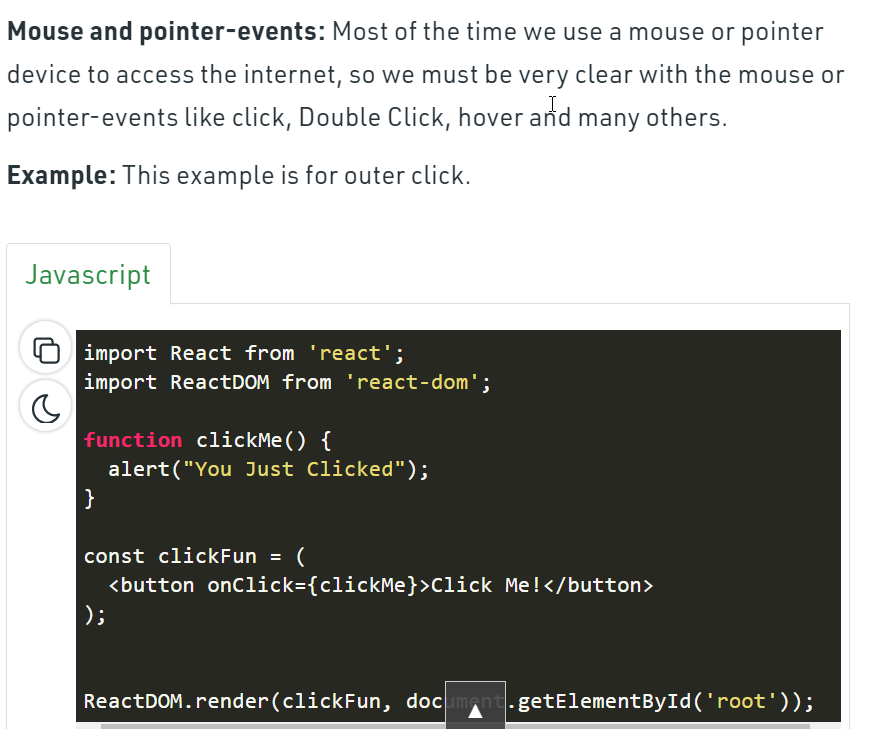 Mouse and pointer-events: Most of the time we use a mouse or pointer
device to access the internet, so we must be very clear with the mouse or
pointer-events like click, Double Click, hover and many others.
Example: This example is for outer click.
Javascript
import React from 'react';
import ReactDOM from 'react-dom';
function clickMe() {
  alert("You Just Clicked");
}
const clickFun = (
  <button onClick={clickMe}>Click Me!</button>
);
ReactDOM.render(clickFun, document.getElementById('root'));